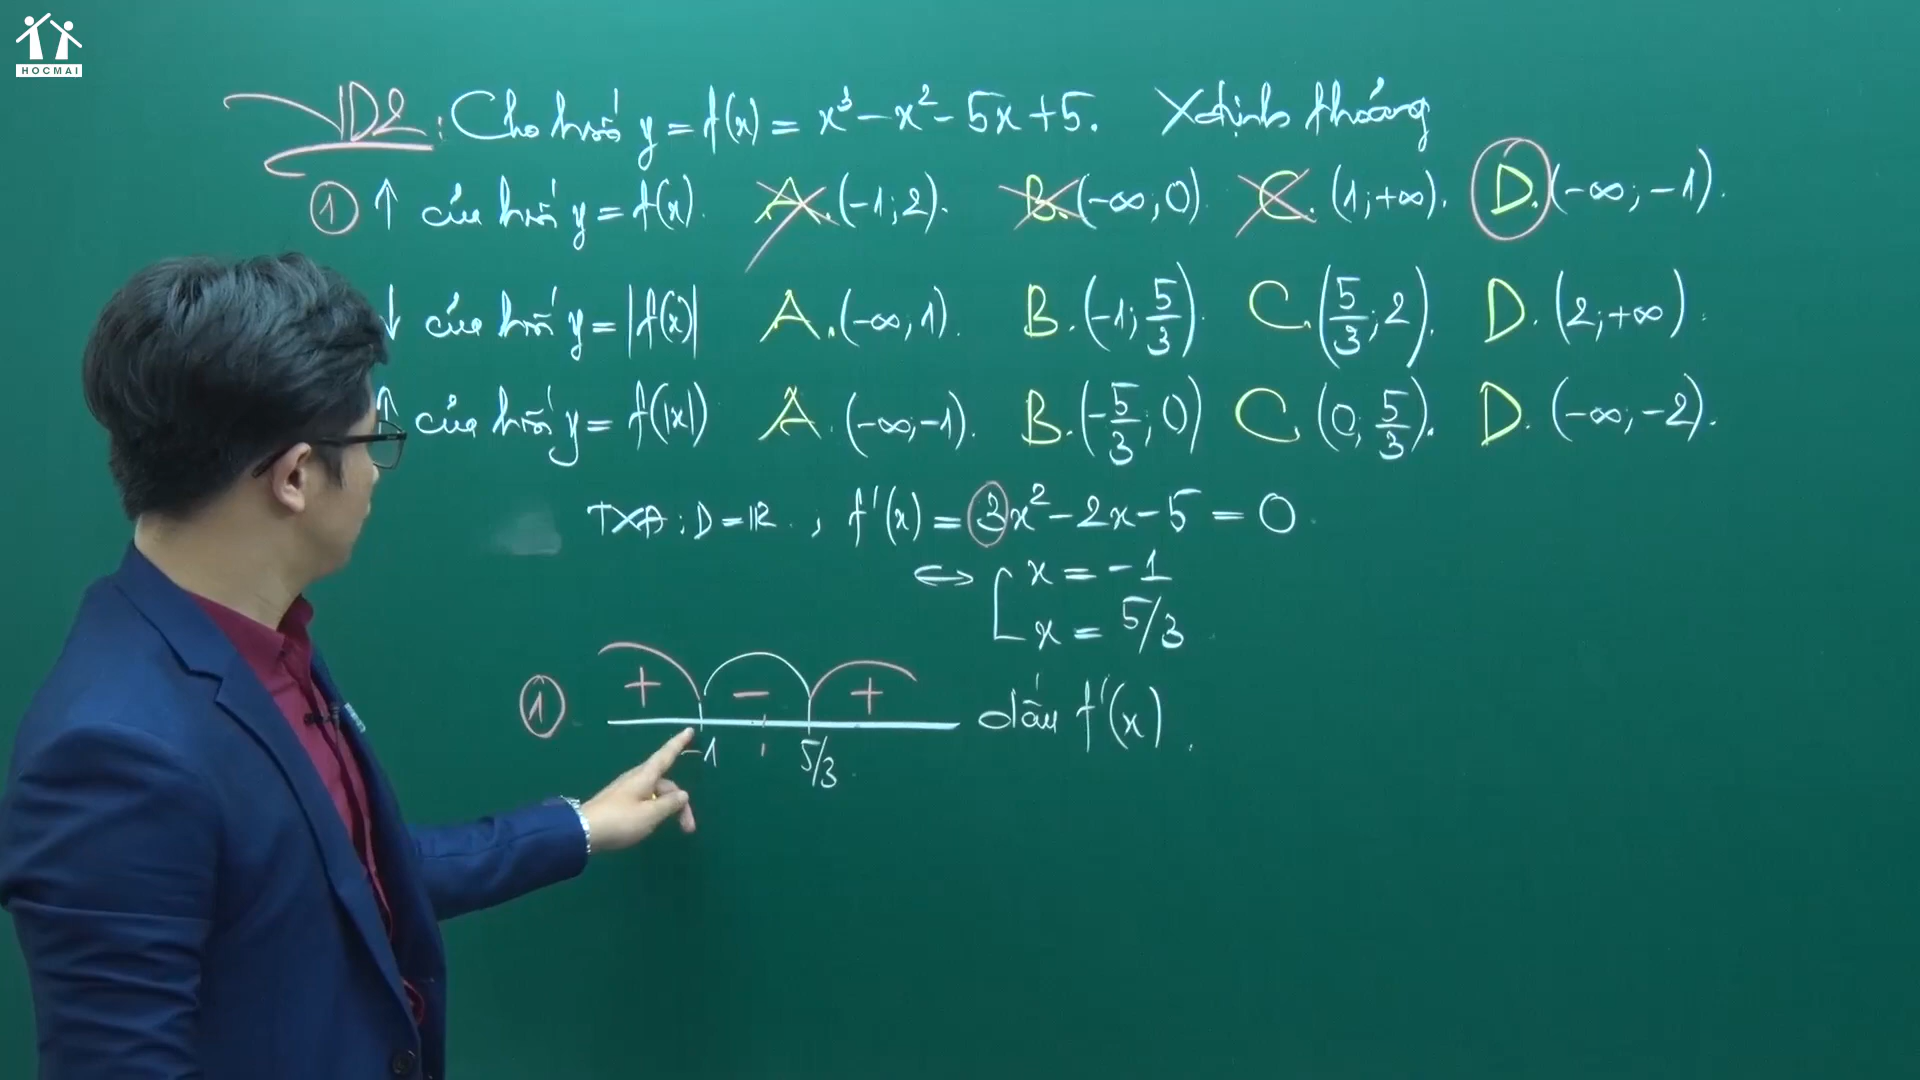 HOCMAI
VD2: Cho hsố y = f(x) = x³ - x² - 5x + 5. Xđịnh khoảng
① ↑ của hsố y = f(x). A. (-1; 2). B. (-∞; 0). C. (1; +∞). D. (-∞; -1).
↓ của hsố y = |f(x)| A. (-∞; 1). B. (-1; 5/3). C. (5/3; 2). D. (2; +∞).
↑ của hsố y = f(|x|) A. (-∞; -1). B. (-5/3; 0) C. (0; 5/3). D. (-∞; -2).
TXĐ: D = ℝ. ; f'(x) = 3x² - 2x - 5 = 0.
⟺ [ x = -1
x = 5/3.
① + - + dấu f'(x).
-1 5/3